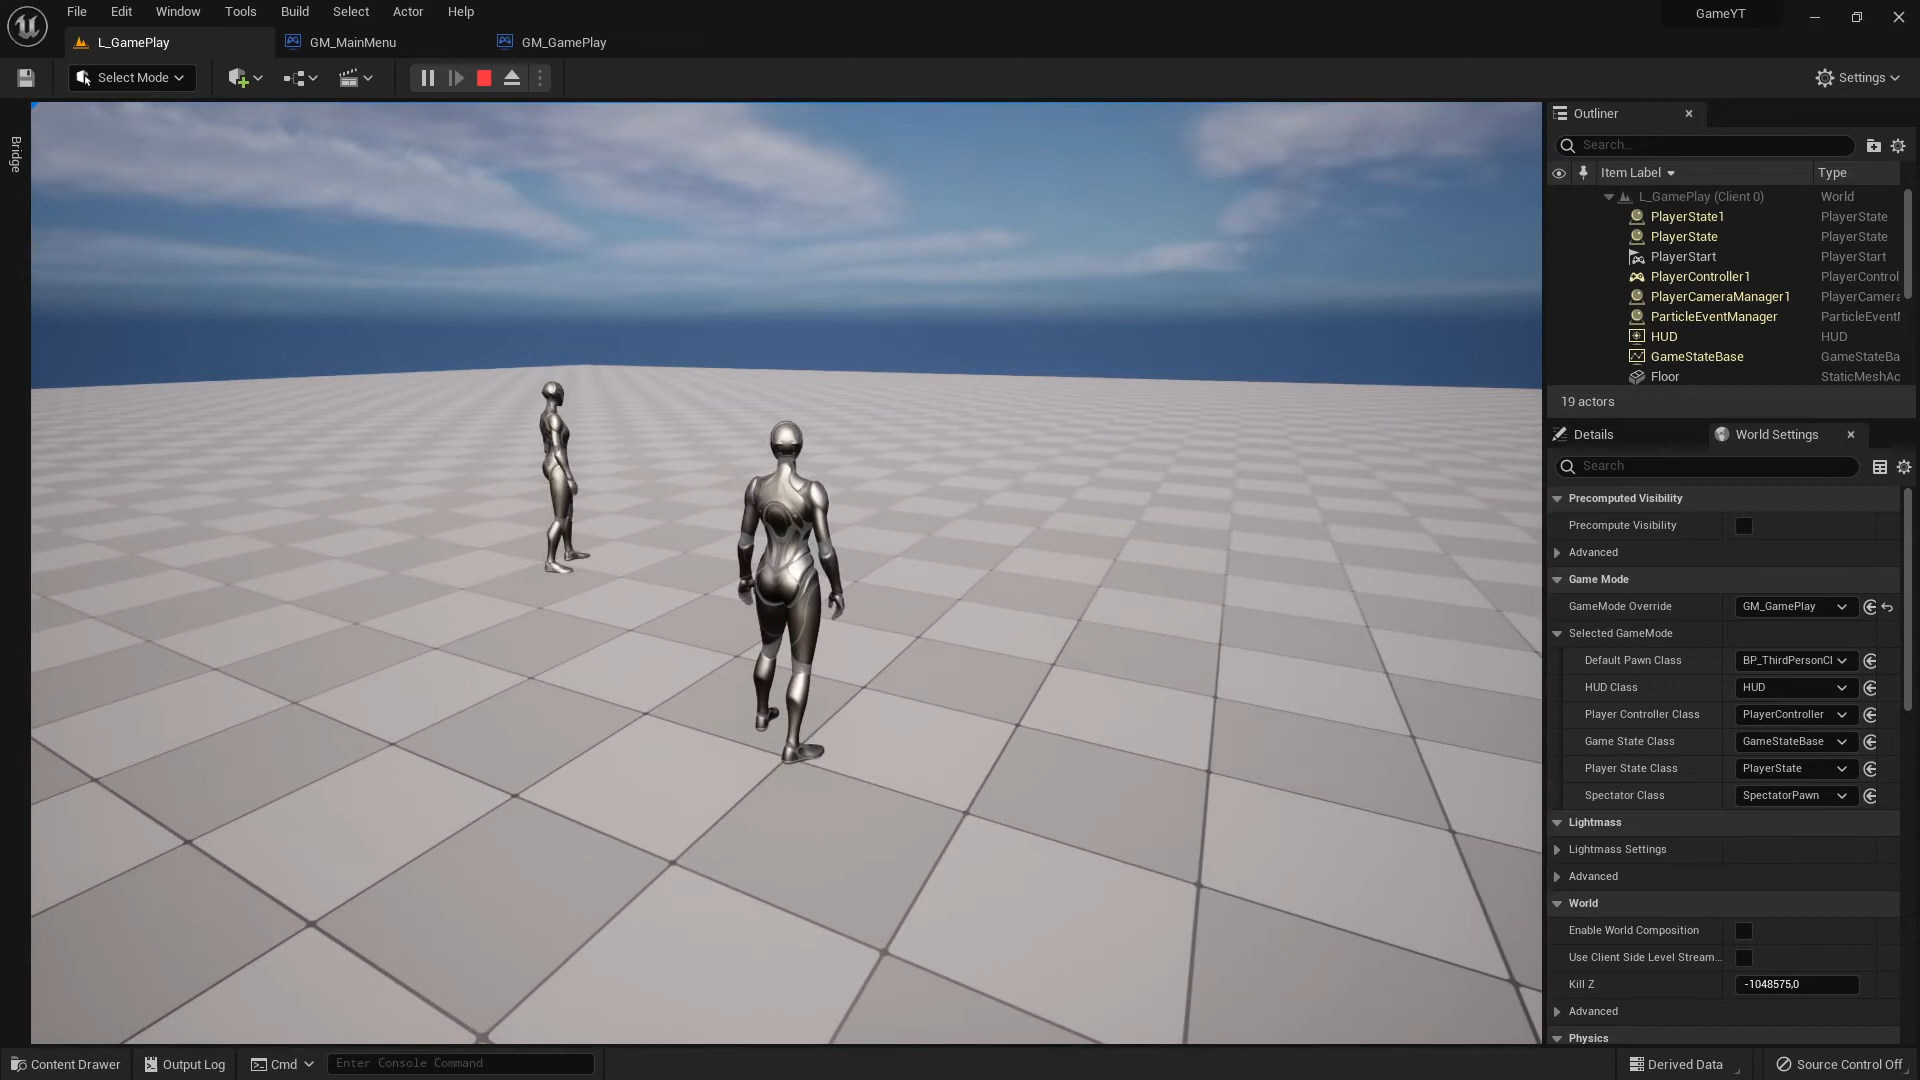 File Edit Window Tools Build Select Actor Help
GameYT
L_GamePlay GM_MainMenu GM_GamePlay
Select Mode
Settings
Bridge
Outliner
Search...
Item Label Type
L_GamePlay (Client 0) World
PlayerState1 PlayerState
PlayerState PlayerState
PlayerStart PlayerStart
PlayerController1 PlayerControl
PlayerCameraManager1 PlayerCamera
ParticleEventManager ParticleEventM
HUD HUD
GameStateBase GameStateBa
Floor StaticMeshAc
19 actors
Details World Settings
Search
Precomputed Visibility
Precompute Visibility
Advanced
Game Mode
GameMode Override GM_GamePlay
Selected GameMode
Default Pawn Class BP_ThirdPersonCl
HUD Class HUD
Player Controller Class PlayerController
Game State Class GameStateBase
Player State Class PlayerState
Spectator Class SpectatorPawn
Lightmass
Lightmass Settings
Advanced
World
Enable World Composition
Use Client Side Level Stream...
Kill Z -1048575,0
Advanced
Physics
Content Drawer Output Log Cmd Enter Console Command Derived Data Source Control Off